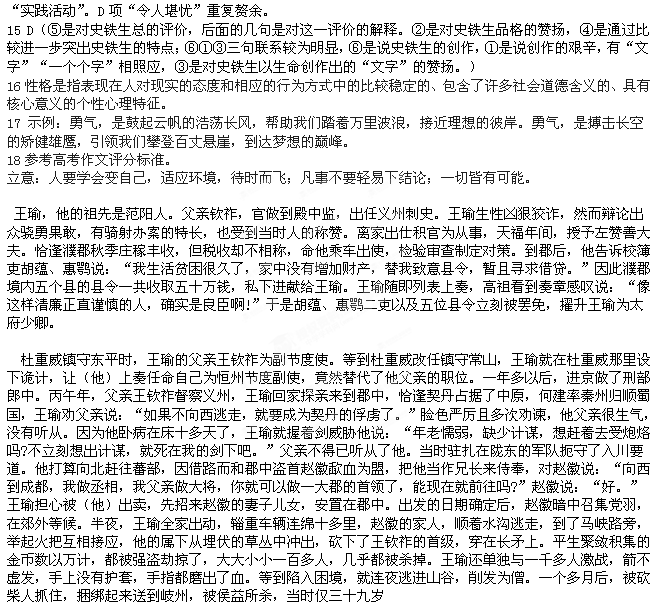 “实践活动”。D项“令人堪忧”重复赘余。
15 D（⑤是对史铁生总的评价，后面的几句是对这一评价的解释。②是对史铁生品格的赞扬，④是通过比
较进一步突出史铁生的特点；⑥①③三句联系较为明显，⑥是说史铁生的创作，①是说创作的艰辛，有“文
字”“一个个字”相照应，③是对史铁生以生命创作出的“文字”的赞扬。）
16 性格是指表现在人对现实的态度和相应的行为方式中的比较稳定的、包含了许多社会道德含义的、具有
核心意义的个性心理特征。
17 示例：勇气，是鼓起云帆的浩荡长风，帮助我们踏着万里波浪，接近理想的彼岸。勇气，是搏击长空
的矫健雄鹰，引领我们攀登百丈悬崖，到达梦想的巅峰。
18 参考高考作文评分标准。
立意：人要学会变自己，适应环境，待时而飞；凡事不要轻易下结论；一切皆有可能。
王瑜，他的祖先是范阳人。父亲钦祚，官做到殿中监，出任义州刺史。王瑜生性凶狠狡诈，然而辩论出
众骁勇果敢，有骑射办案的特长，也受到当时人的称赞。离家出仕积官为从事，天福年间，授予左赞善大
夫。恰逢濮郡秋季庄稼丰收，但税收却不相称，命他乘车出使，检验审查制定对策。到郡后，他告诉校簿
吏胡蕴、惠鹗说：“我生活贫困很久了，家中没有增加财产，替我致意县令，暂且寻求借贷。”因此濮郡
境内五个县的县令一共收取五十万钱，私下进献给王瑜。王瑜随即列表上奏，高祖看到奏章感叹说：“像
这样清廉正直谨慎的人，确实是良臣啊!”于是胡蕴、惠鹗二吏以及五位县令立刻被罢免，擢升王瑜为太
府少卿。
杜重威镇守东平时，王瑜的父亲王钦祚为副节度使。等到杜重威改任镇守常山，王瑜就在杜重威那里设
下诡计，让（他）上奏任命自己为恒州节度副使，竟然替代了他父亲的职位。一年多以后，进京做了刑部
郎中。丙午年，父亲王钦祚督察义州，王瑜回家探亲来到郡中，恰逢契丹占据了中原，何建率秦州归顺蜀
国，王瑜劝父亲说：“如果不向西逃走，就要成为契丹的俘虏了。”脸色严厉且多次劝谏，他父亲很生气，
没有听从。因为他卧病在床十多天了，王瑜就握着剑威胁他说：“年老懦弱，缺少计谋，想赶着去受炮烙
吗?不立刻想出计谋，就死在我的剑下吧。”父亲不得已听从了他。当时驻扎在陇东的军队扼守了入川要
道。他打算向北赶往蕃部，因借路而和郡中盗首赵徽歃血为盟，把他当作兄长来侍奉，对赵徽说：“向西
到成都，我做丞相，我父亲做大将，你就可以做一大郡的首领了，能现在就前往吗?”赵徽说：“好。”
王瑜担心被（他）出卖，先招来赵徽的妻子儿女，安置在郡中。出发的日期确定后，赵徽暗中召集党羽，
在郊外等候。半夜，王瑜全家出动，辎重车辆连绵十多里，赵徽的家人，顺着水沟逃走，到了马峡路旁，
举起火把互相接应，他的属下从埋伏的草丛中冲出，砍下了王钦祚的首级，穿在长矛上。平生聚敛积集的
金币数以万计，都被强盗劫掠了，大大小小一百多人，几乎都被杀掉。王瑜还单独与一千多人激战，箭不
虚发，手上没有护套，手指都磨出了血。等到陷入困境，就连夜逃进山谷，削发为僧。一个多月后，被砍
柴人抓住，捆绑起来送到岐州，被侯益所杀，当时仅三十九岁